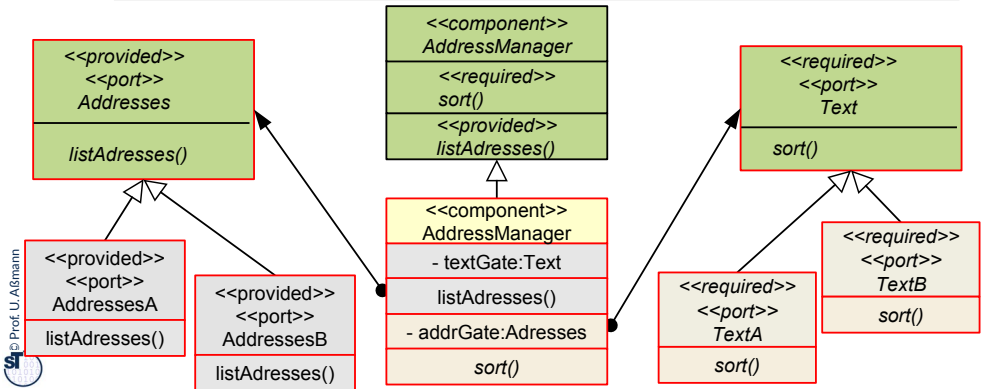 <<component>>
AddressManager
<<required>>
sort()
<<provided>>
listAdresses()
<<provided>>
<<port>>
Addresses
listAdresses()
<<required>>
<<port>>
Text
sort()
<<component>>
AddressManager
- textGate:Text
listAdresses()
- addrGate:Adresses
sort()
<<provided>>
<<port>>
AddressesA
listAdresses()
<<provided>>
<<port>>
AddressesB
listAdresses()
<<required>>
<<port>>
TextA
sort()
<<required>>
<<port>>
TextB
sort()
© Prof. U. Aßmann
ST